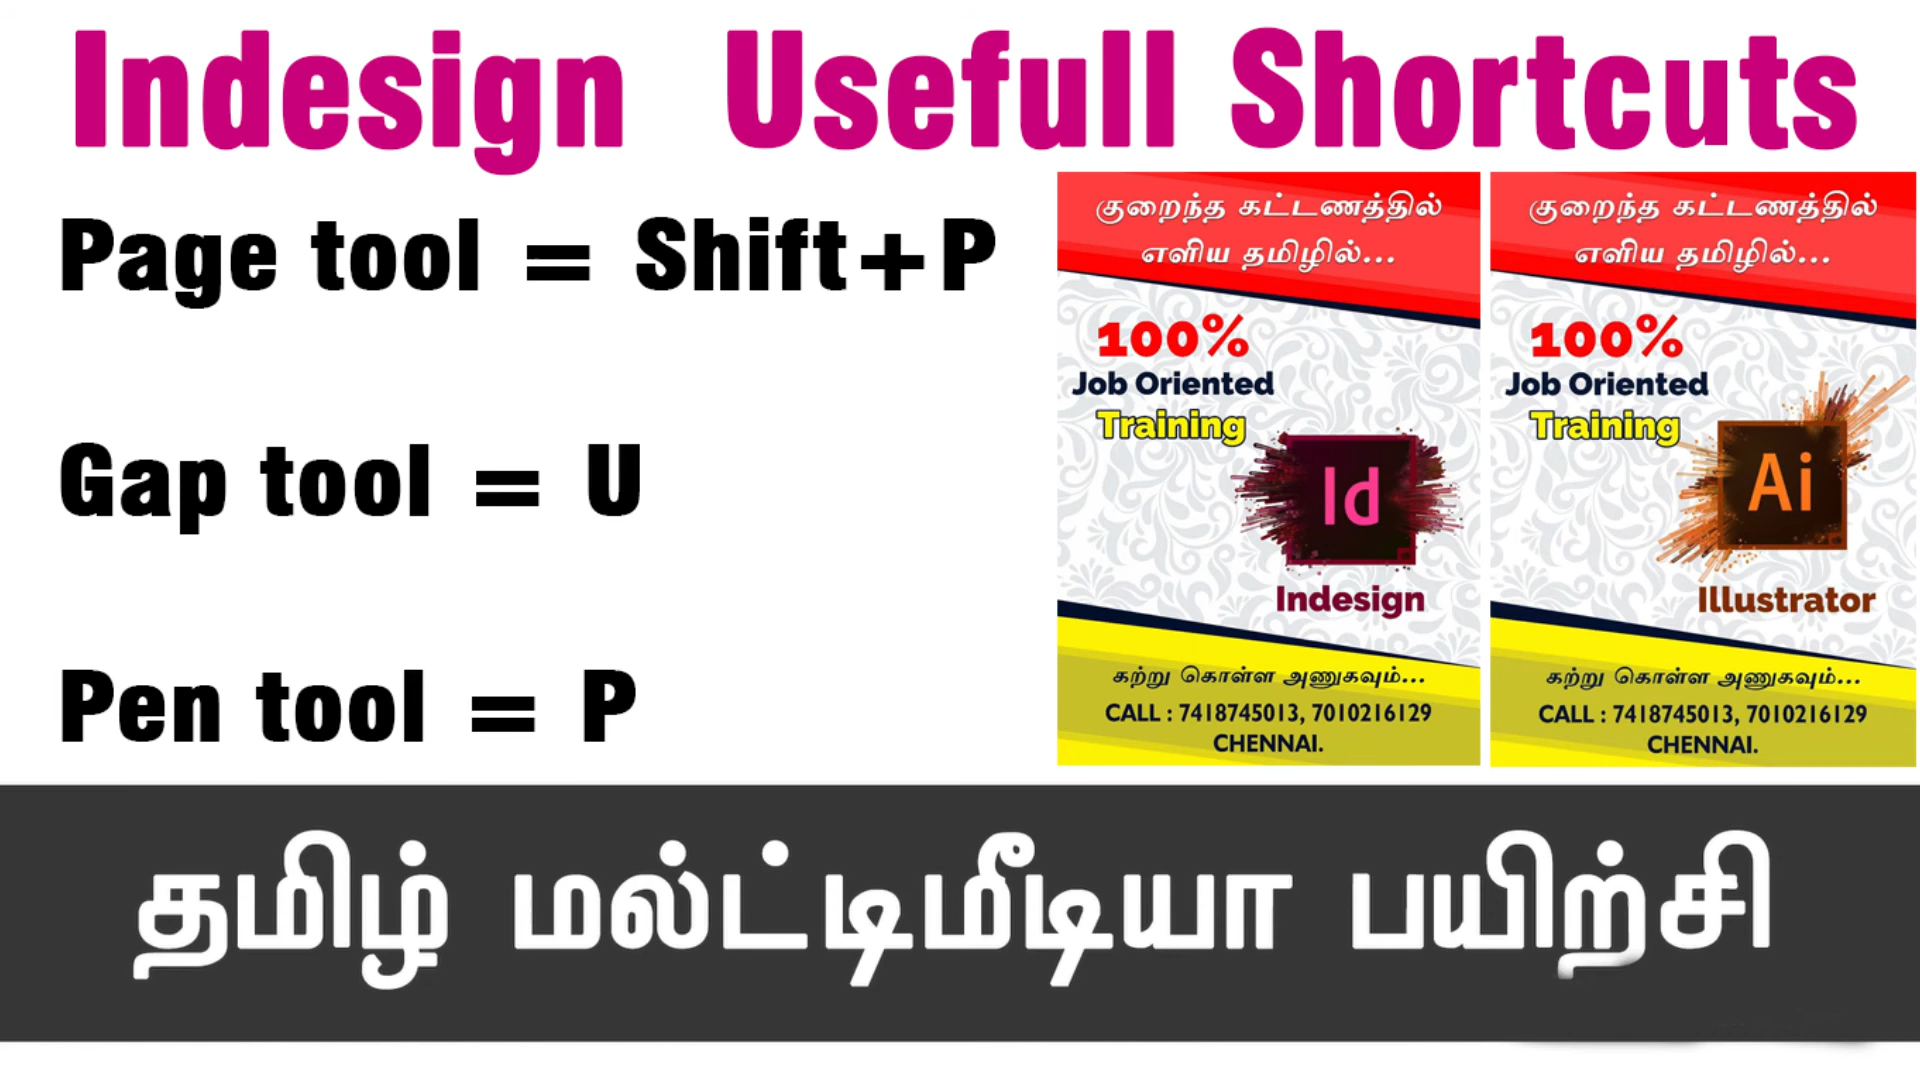 Indesign Usefull Shortcuts
Page tool = Shift+P
Gap tool = U
Pen tool = P
குறைந்த கட்டணத்தில்
எளிய தமிழில்...
100%
Job Oriented
Training
Id
Indesign
கற்று கொள்ள அணுகவும்...
CALL : 7418745013, 7010216129
CHENNAI.
குறைந்த கட்டணத்தில்
எளிய தமிழில்...
100%
Job Oriented
Training
Ai
Illustrator
கற்று கொள்ள அணுகவும்...
CALL : 7418745013, 7010216129
CHENNAI.
தமிழ் மல்ட்டிமீடியா பயிற்சி